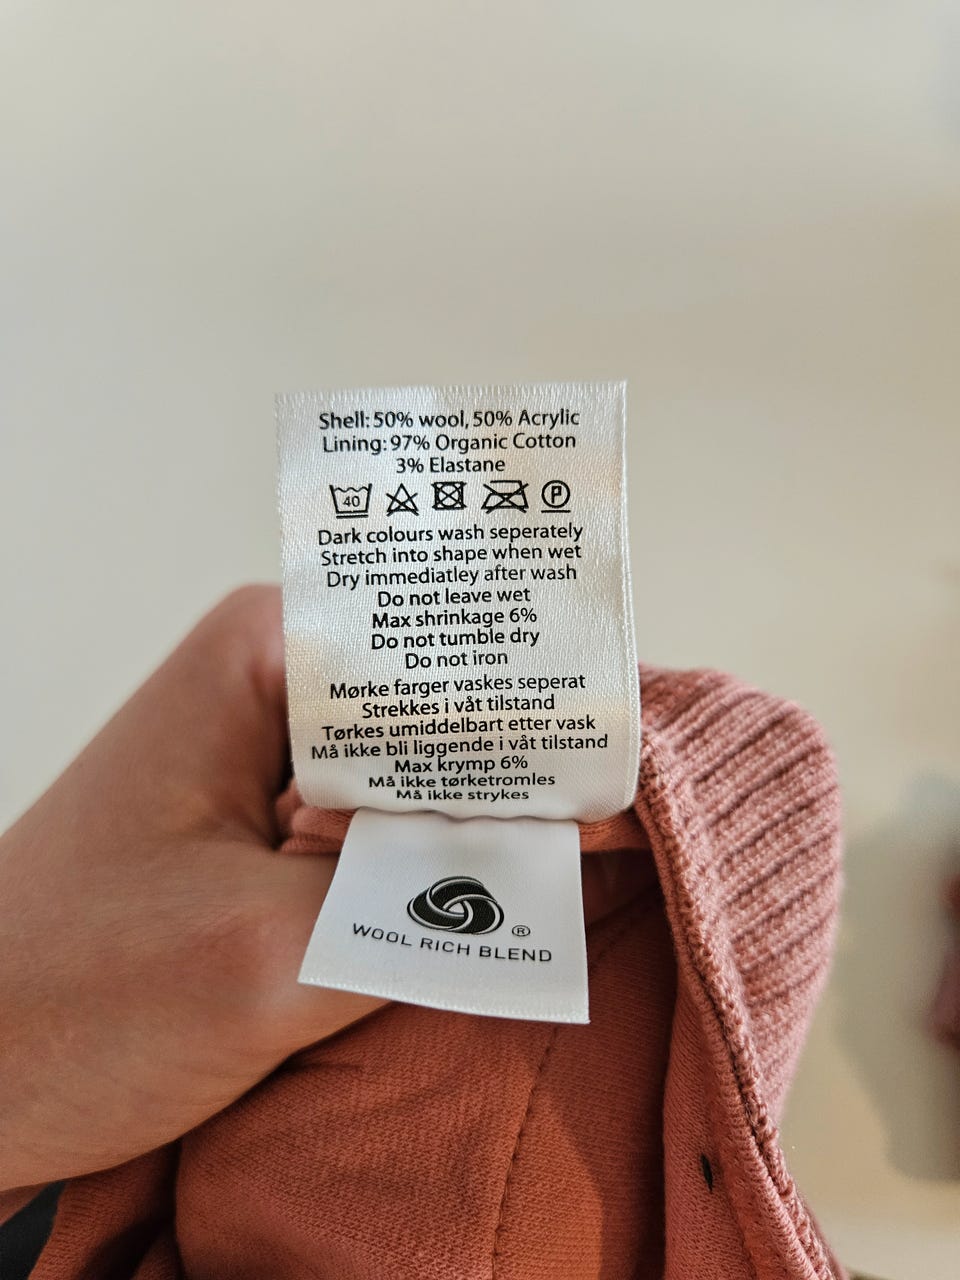 Shell: 50% wool, 50% Acrylic
Lining: 97% Organic Cotton
3% Elastane
40 P
Dark colours wash seperately
Stretch into shape when wet
Dry immediatley after wash
Do not leave wet
Max shrinkage 6%
Do not tumble dry
Do not iron
Mørke farger vaskes seperat
Strekkes i våt tilstand
Tørkes umiddelbart etter vask
Må ikke bli liggende i våt tilstand
Max krymp 6%
Må ikke tørketromles
Må ikke strykes
®
WOOL RICH BLEND